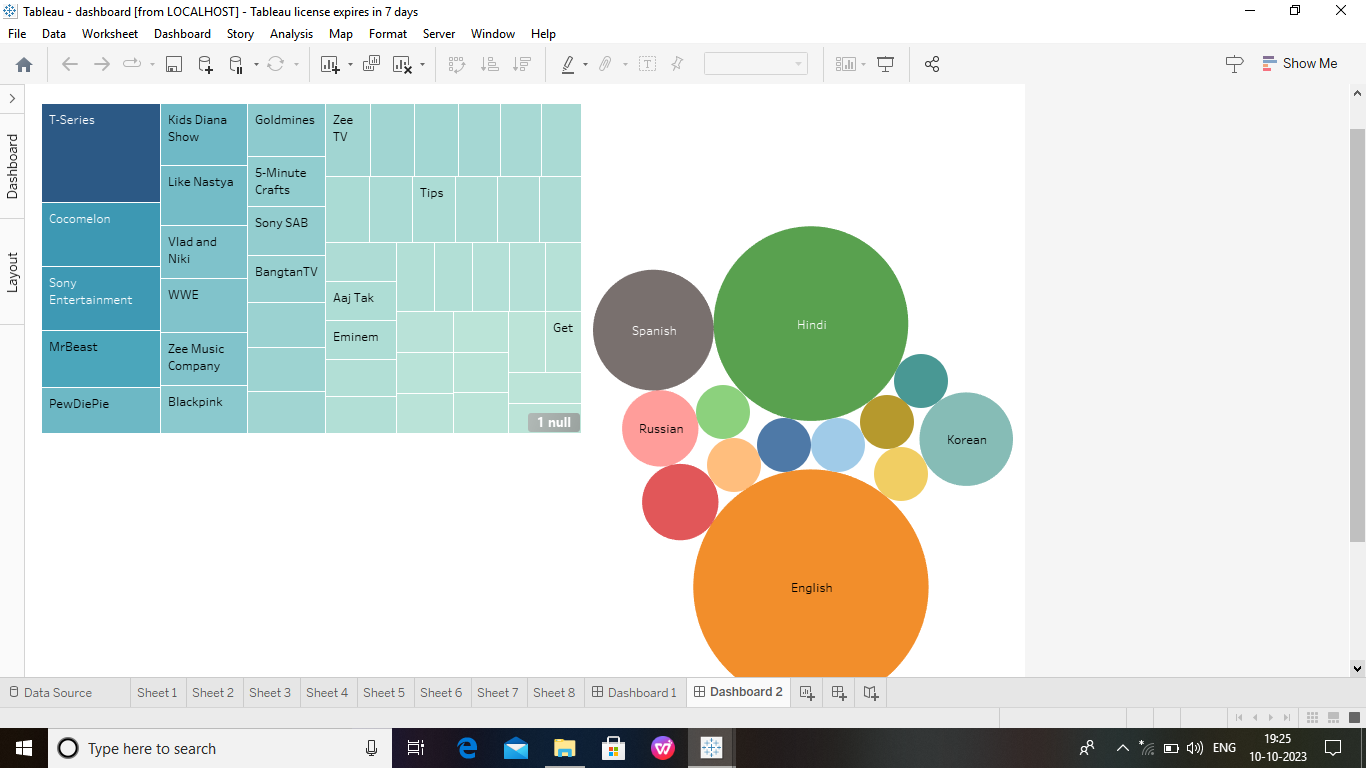 Tableau - dashboard [from LOCALHOST] - Tableau license expires in 7 days
File Data Worksheet Dashboard Story Analysis Map Format Server Window Help
Show Me
Dashboard
Layout
T-Series
Cocomelon
Sony
Entertainment
MrBeast
PewDiePie
Kids Diana
Show
Like Nastya
Vlad and
Niki
WWE
Zee Music
Company
Blackpink
Goldmines
5-Minute
Crafts
Sony SAB
BangtanTV
Zee
TV
Tips
Aaj Tak
Eminem
Get
1 null
Spanish
Hindi
Russian
Korean
English
Data Source Sheet 1 Sheet 2 Sheet 3 Sheet 4 Sheet 5 Sheet 6 Sheet 7 Sheet 8 Dashboard 1 Dashboard 2
Type here to search
ENG
19:25
10-10-2023